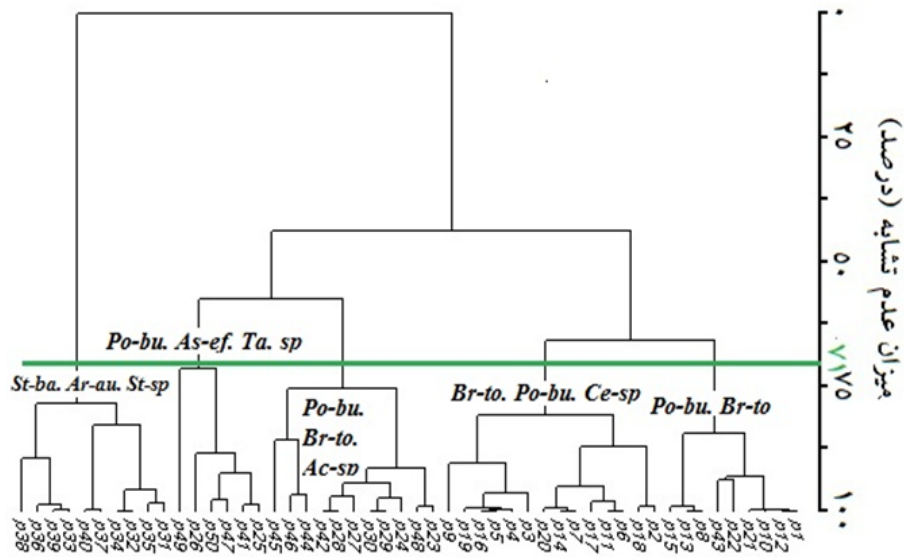 ۰
۲۵
۵۰
۷۱
۷۵
۱۰۰
میزان عدم تشابه (درصد)
Po-bu. As-ef. Ta. sp
St-ba. Ar-au. St-sp
Po-bu.
Br-to.
Ac-sp
Br-to. Po-bu. Ce-sp
Po-bu. Br-to
p38 p36 p39 p33 p40 p37 p34 p32 p35 p31 p49 p26 p50 p47 p41 p25 p45 p46 p44 p42 p28 p27 p30 p29 p24 p48 p23 p9 p19 p16 p5 p4 p3 p20 p14 p7 p17 p11 p6 p18 p2 p15 p13 p8 p43 p22 p21 p10 p12 p1